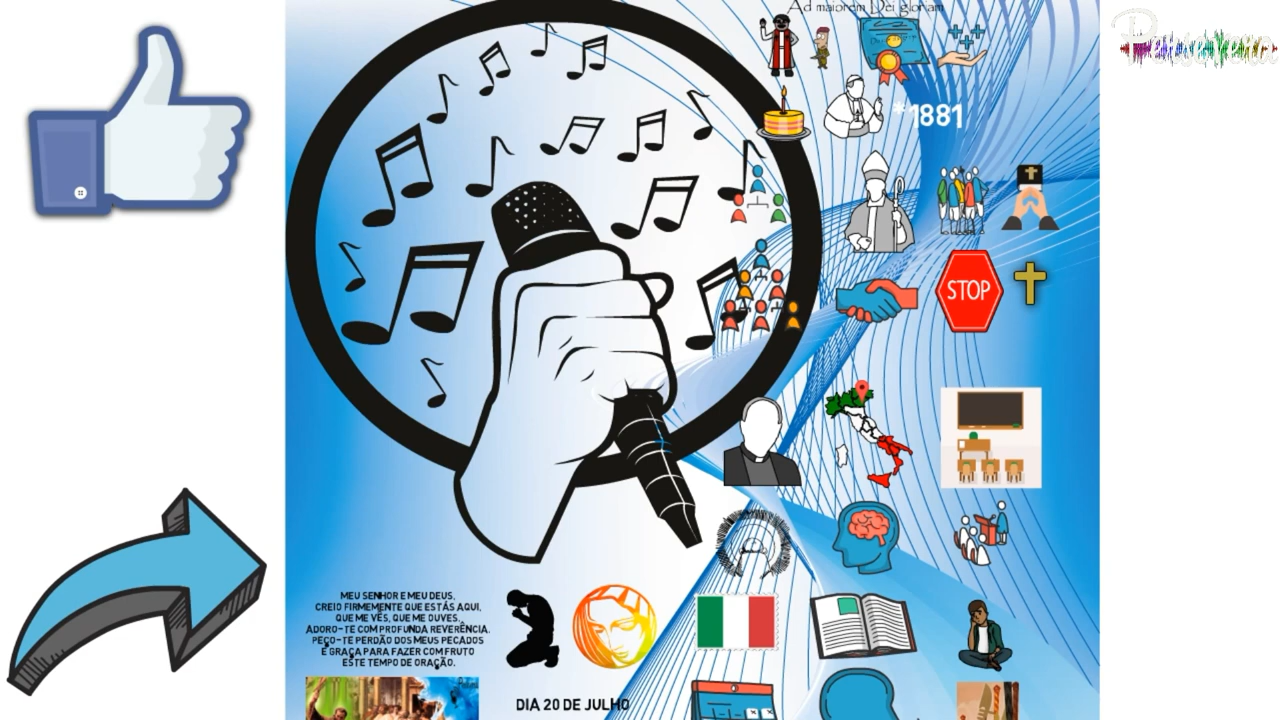 Ad maiorem Dei gloriam
*1881
STOP
MEU SENHOR E MEU DEUS,
CREIO FIRMEMENTE QUE ESTÁS AQUI,
QUE ME VÊS, QUE ME OUVES.
ADORO-TE COM PROFUNDA REVERÊNCIA.
PEÇO-TE PERDÃO DOS MEUS PECADOS
E GRAÇA PARA FAZER COM FRUTO
ESTE TEMPO DE ORAÇÃO.
DIA 20 DE JULHO